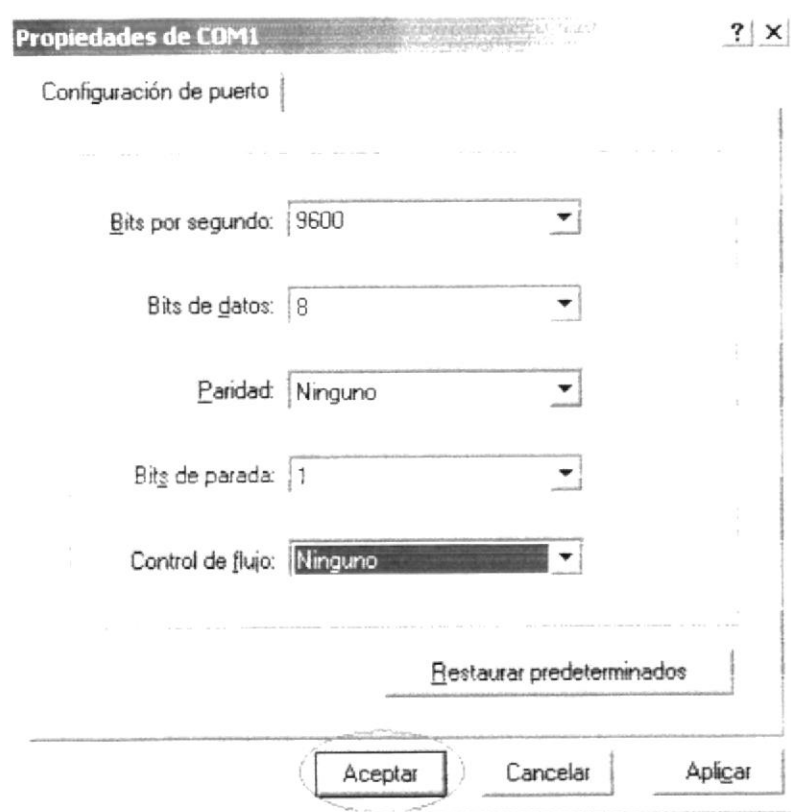 Propiedades de COM1 ? ×
Configuración de puerto
Bits por segundo: 9600
Bits de datos: 8
Paridad: Ninguno
Bits de parada: 1
Control de flujo: Ninguno
Restaurar predeterminados
Aceptar Cancelar Aplicar